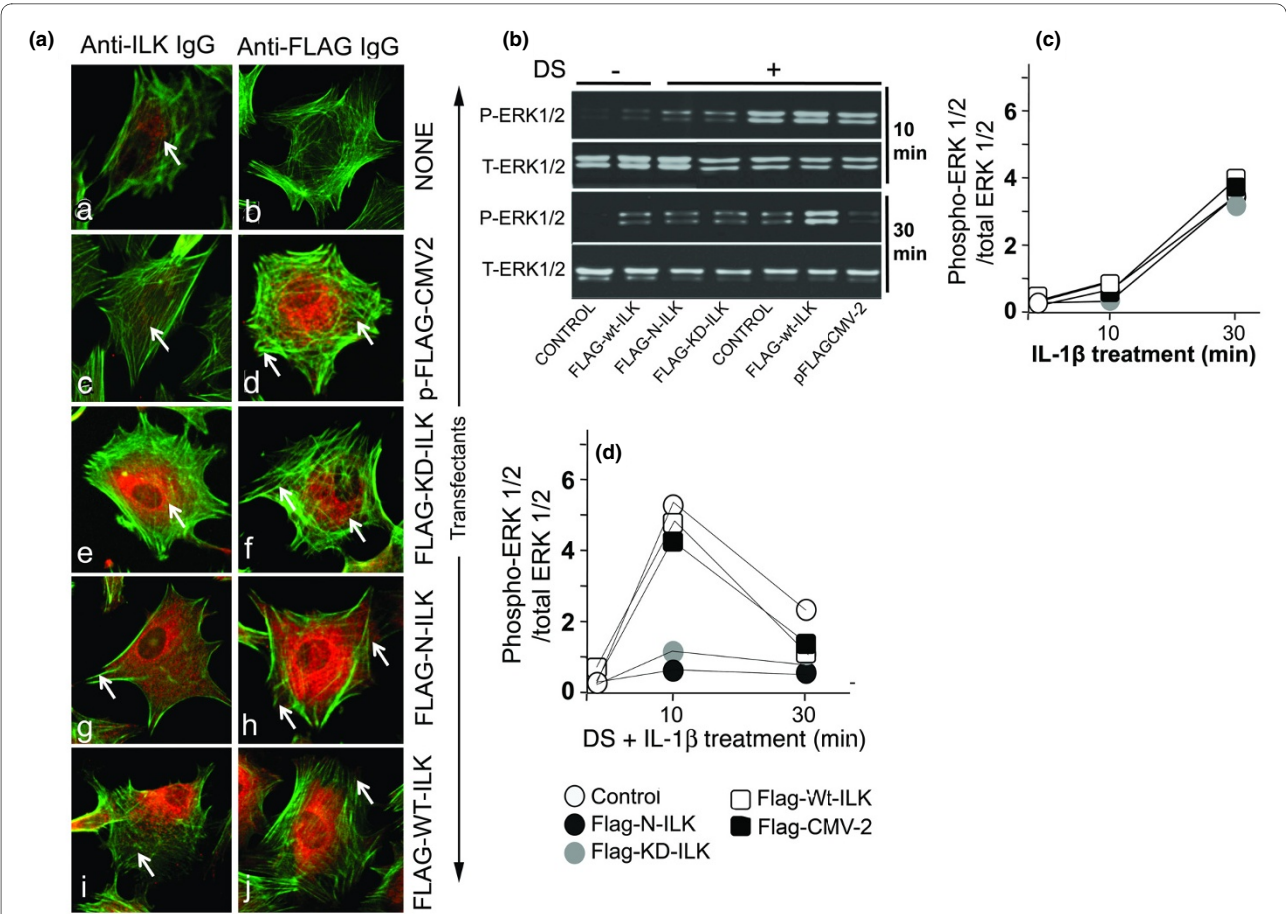 (a)
Anti-ILK IgG
Anti-FLAG IgG
a
b
NONE
c
d
p-FLAG-CMV2
e
f
FLAG-KD-ILK
g
h
FLAG-N-ILK
i
j
FLAG-WT-ILK
Transfectants
(b)
DS
-
+
P-ERK1/2
T-ERK1/2
10
min
P-ERK1/2
T-ERK1/2
30
min
CONTROL
FLAG-wt-ILK
FLAG-N-ILK
FLAG-KD-ILK
CONTROL
FLAG-wt-ILK
pFLAGCMV-2
(c)
Phospho-ERK 1/2
/total ERK 1/2
6
4
2
0
10
30
IL-1β treatment (min)
(d)
Phospho-ERK 1/2
/total ERK 1/2
6
4
2
0
10
30
-
DS + IL-1β treatment (min)
Control
Flag-N-ILK
Flag-KD-ILK
Flag-Wt-ILK
Flag-CMV-2